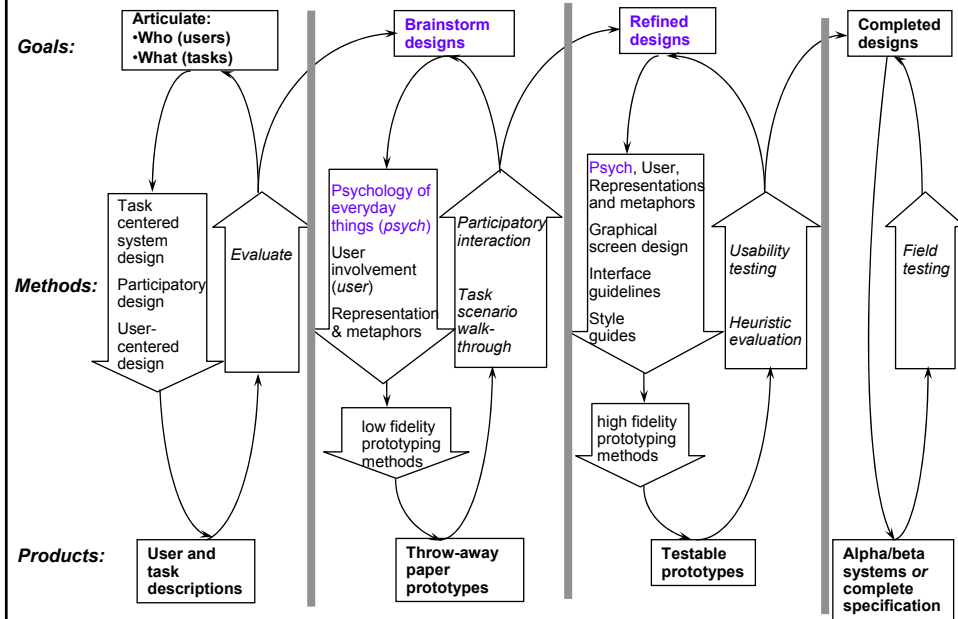 Goals:
Articulate:
•Who (users)
•What (tasks)
Brainstorm
designs
Refined
designs
Completed
designs
Methods:
Task
centered
system
design
Participatory
design
User-
centered
design
Evaluate
Psychology of
everyday
things (psych)
User
involvement
(user)
Representation
& metaphors
low fidelity
prototyping
methods
Participatory
interaction
Task
scenario
walk-
through
Psych, User,
Representations
and metaphors
Graphical
screen design
Interface
guidelines
Style
guides
high fidelity
prototyping
methods
Usability
testing
Heuristic
evaluation
Field
testing
Products:
User and
task
descriptions
Throw-away
paper
prototypes
Testable
prototypes
Alpha/beta
systems or
complete
specification